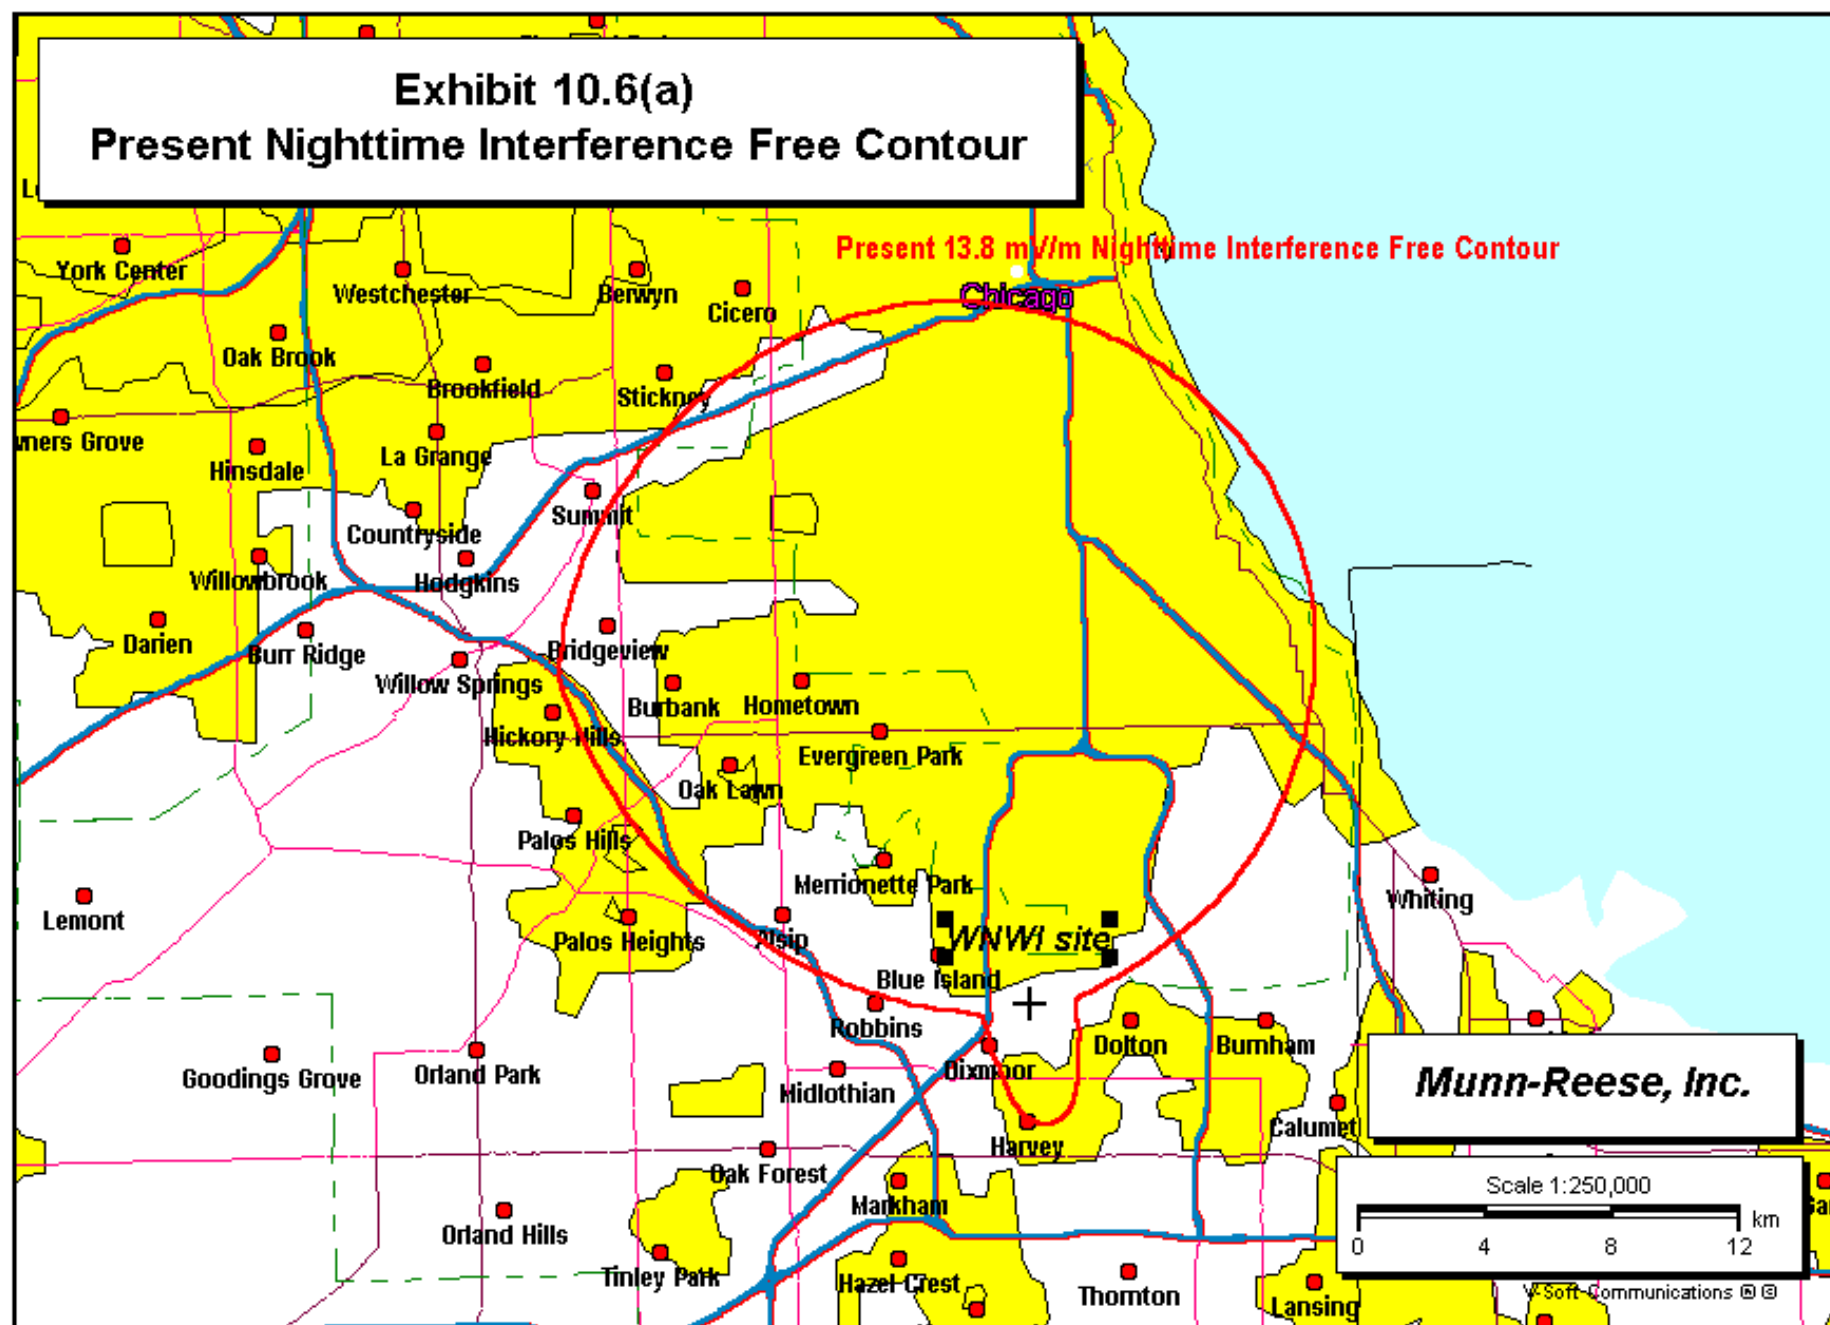 Exhibit 10.6(a)
Present Nighttime Interference Free Contour
Present 13.8 mV/m Nighttime Interference Free Contour
York Center
Westchester
Berwyn
Cicero
Chicago
Oak Brook
Brookfield
Stickney
Hinsdale
La Grange
Summit
Countryside
Willowbrook
Hodgkins
Darien
Burr Ridge
Bridgeview
Willow Springs
Burbank
Hometown
Hickory Hills
Evergreen Park
Oak Lawn
Palos Hills
Merrionette Park
Whiting
Lemont
Palos Heights
Alsip
WNWI site
Blue Island
Robbins
Dolton
Burnham
Goodings Grove
Orland Park
Dixmoor
Midlothian
Munn-Reese, Inc.
Calumet
Harvey
Oak Forest
Markham
Scale 1:250,000
km
0 4 8 12
Orland Hills
Tinley Park
Hazel Crest
Thornton
Lansing
V-Soft Communications ® ©